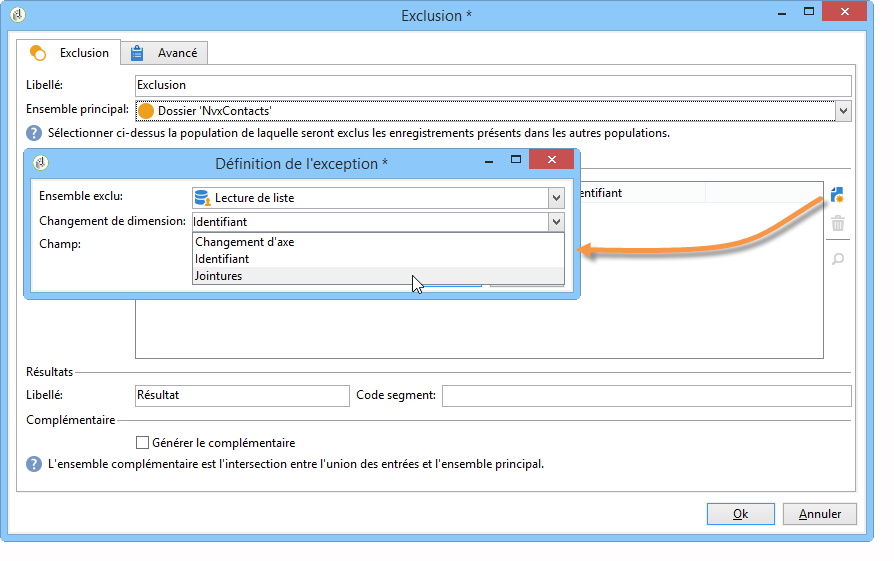 Exclusion *
Exclusion
Avancé
Libellé:
Exclusion
Ensemble principal:
Dossier 'NvxContacts'
Sélectionner ci-dessus la population de laquelle seront exclus les enregistrements présents dans les autres populations.
Définition de l'exception *
Ensemble exclu:
Lecture de liste
Changement de dimension:
Identifiant
Champ:
Changement d'axe
Identifiant
Jointures
Résultats
Libellé:
Résultat
Code segment:
Complémentaire
Générer le complémentaire
L'ensemble complémentaire est l'intersection entre l'union des entrées et l'ensemble principal.
Ok
Annuler